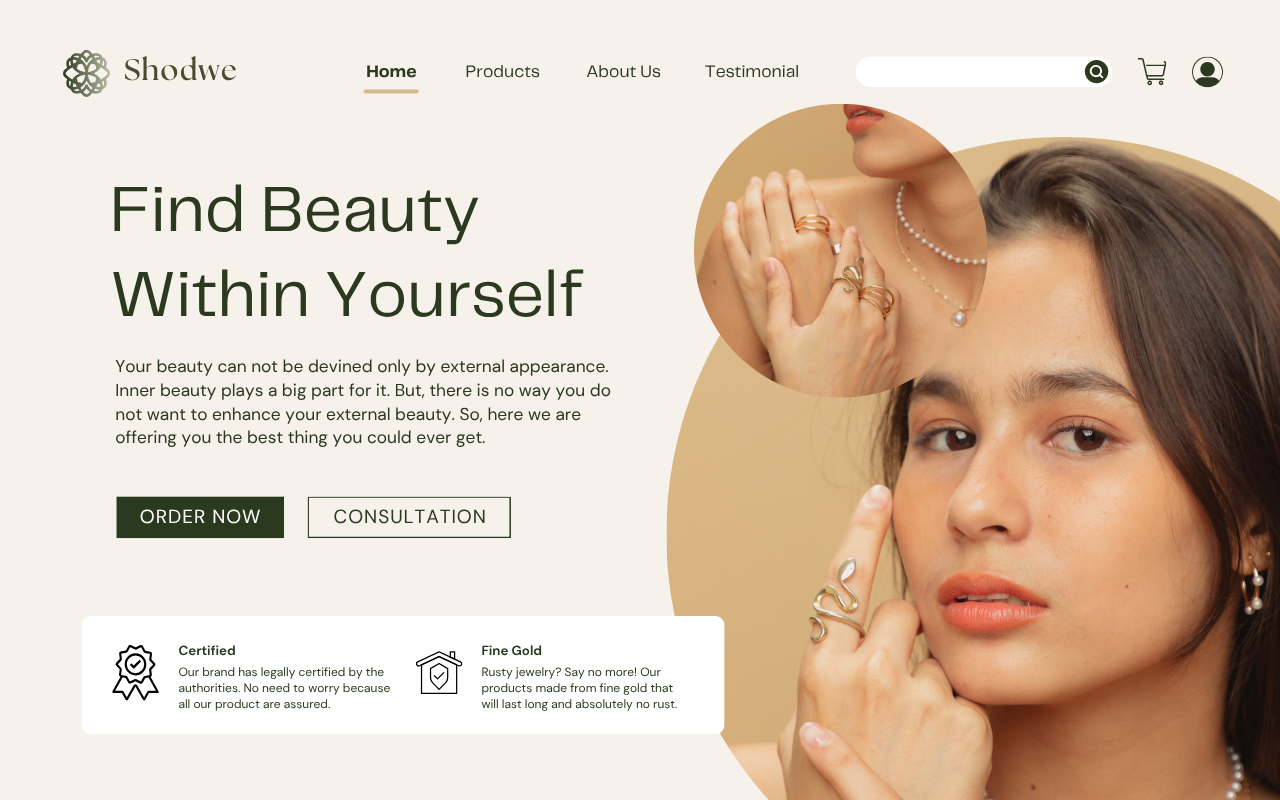 Shodwe
Home
Products
About Us
Testimonial
Find Beauty
Within Yourself
Your beauty can not be devined only by external appearance.
Inner beauty plays a big part for it. But, there is no way you do
not want to enhance your external beauty. So, here we are
offering you the best thing you could ever get.
ORDER NOW
CONSULTATION
Certified
Our brand has legally certified by the
authorities. No need to worry because
all our product are assured.
Fine Gold
Rusty jewelry? Say no more! Our
products made from fine gold that
will last long and absolutely no rust.